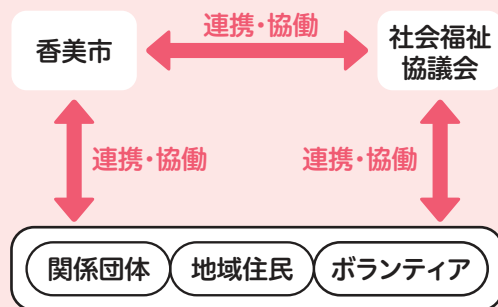 連携・協働
香美市
社会福祉
協議会
連携・協働
連携・協働
関係団体
地域住民
ボランティア